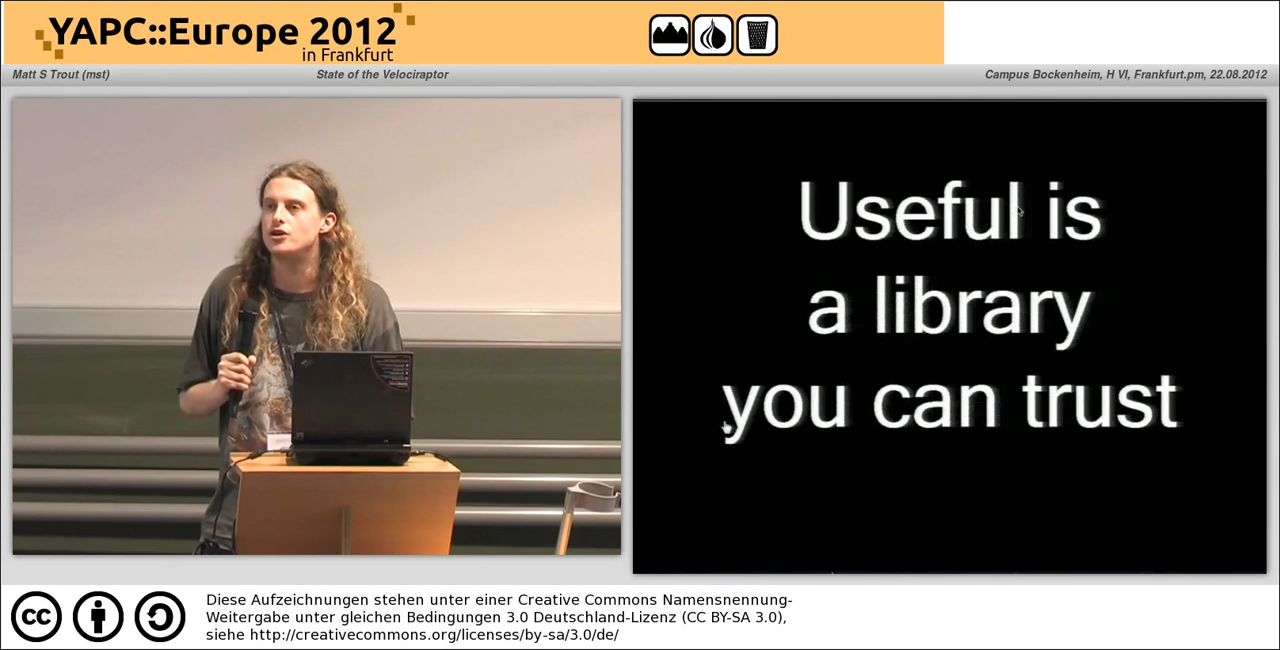 YAPC::Europe 2012
in Frankfurt
Matt S Trout (mst) State of the Velociraptor Campus Bockenheim, H VI, Frankfurt.pm, 22.08.2012
Useful is
a library
you can trust
cc
Diese Aufzeichnungen stehen unter einer Creative Commons Namensnennung-
Weitergabe unter gleichen Bedingungen 3.0 Deutschland-Lizenz (CC BY-SA 3.0),
siehe http://creativecommons.org/licenses/by-sa/3.0/de/